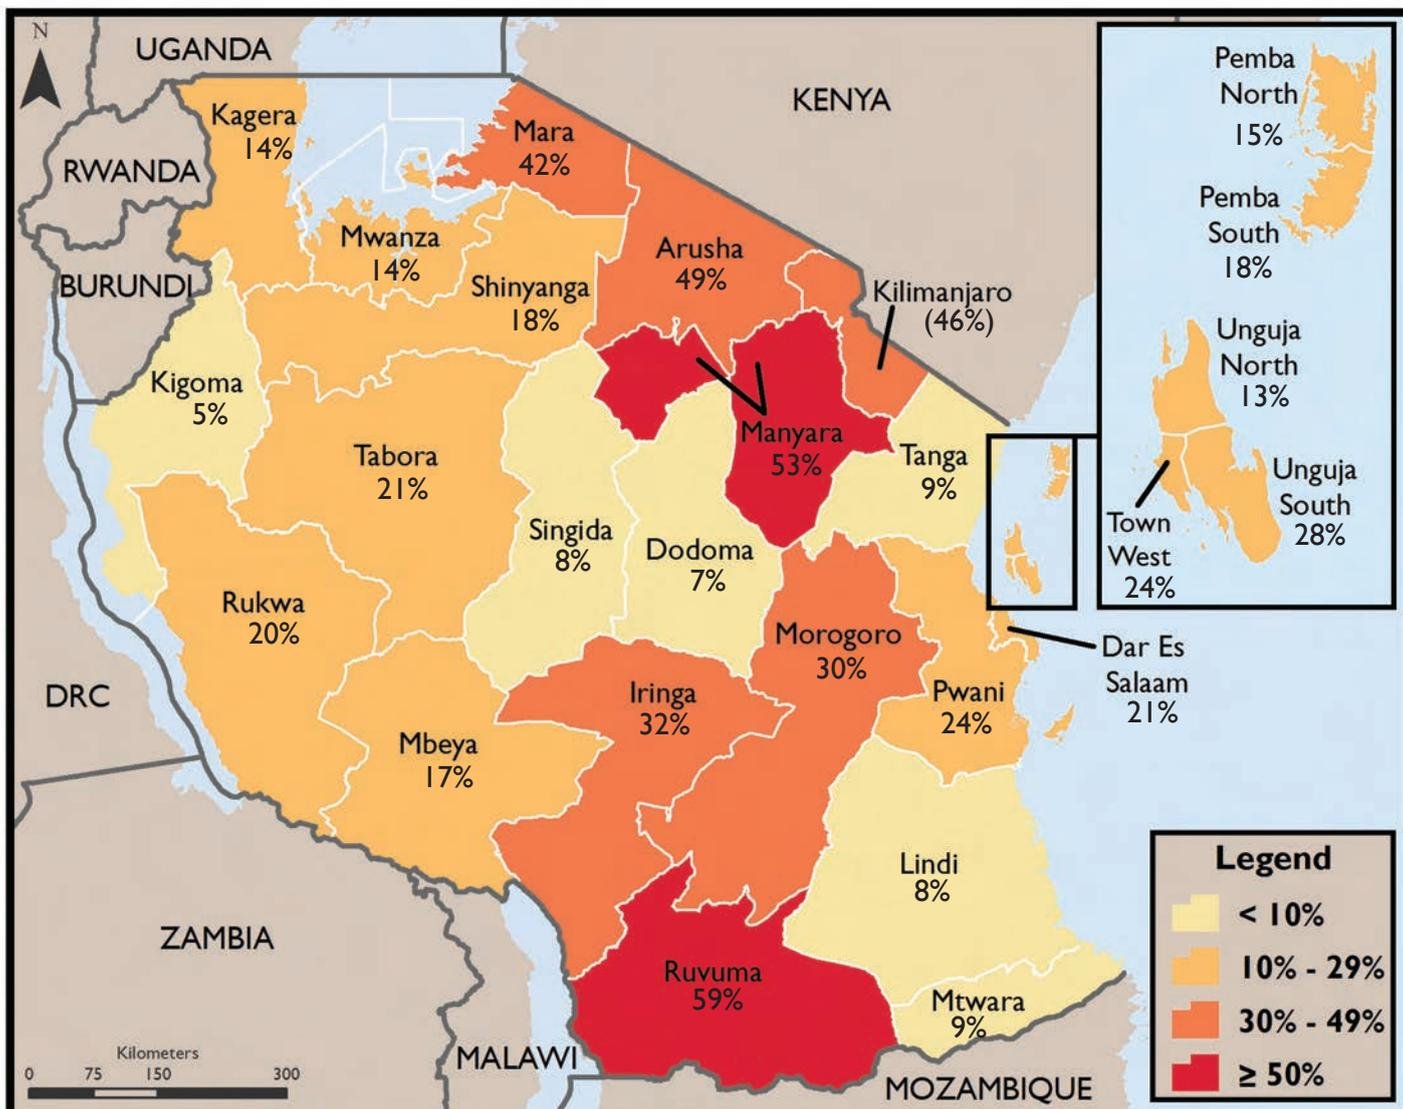 N
UGANDA
KENYA
RWANDA
BURUNDI
DRC
ZAMBIA
MALAWI
MOZAMBIQUE
Kagera
14%
Mara
42%
Mwanza
14%
Shinyanga
18%
Arusha
49%
Kilimanjaro
(46%)
Kigoma
5%
Tabora
21%
Manyara
53%
Tanga
9%
Singida
8%
Dodoma
7%
Rukwa
20%
Morogoro
30%
Iringa
32%
Pwani
24%
Dar Es
Salaam
21%
Mbeya
17%
Lindi
8%
Ruvuma
59%
Mtwara
9%
Pemba
North
15%
Pemba
South
18%
Unguja
North
13%
Unguja
South
28%
Town
West
24%
Legend
< 10%
10% - 29%
30% - 49%
≥ 50%
Kilometers
0 75 150 300